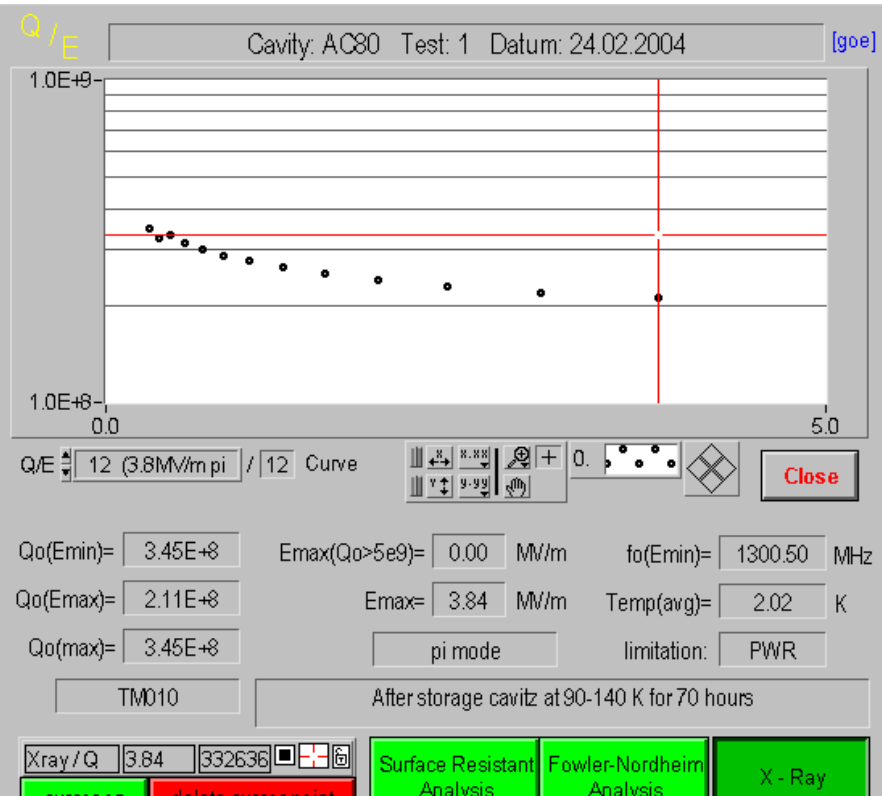 Q/E
Cavity: AC80 Test: 1 Datum: 24.02.2004 [goe]
1.0E+9
1.0E+8
0.0 5.0
Q/E 12 (3.8MV/m pi / 12 Curve
X.XX
Y.YY
0.
Close
Qo(Emin)= 3.45E+8 Emax(Qo>5e9)= 0.00 MV/m fo(Emin)= 1300.50 MHz
Qo(Emax)= 2.11E+8 Emax= 3.84 MV/m Temp(avg)= 2.02 K
Qo(max)= 3.45E+8 pi mode limitation: PWR
TM010 After storage cavitz at 90-140 K for 70 hours
Xray / Q 3.84 332636
Surface Resistant Analysis
Fowler-Nordheim Analysis
X - Ray